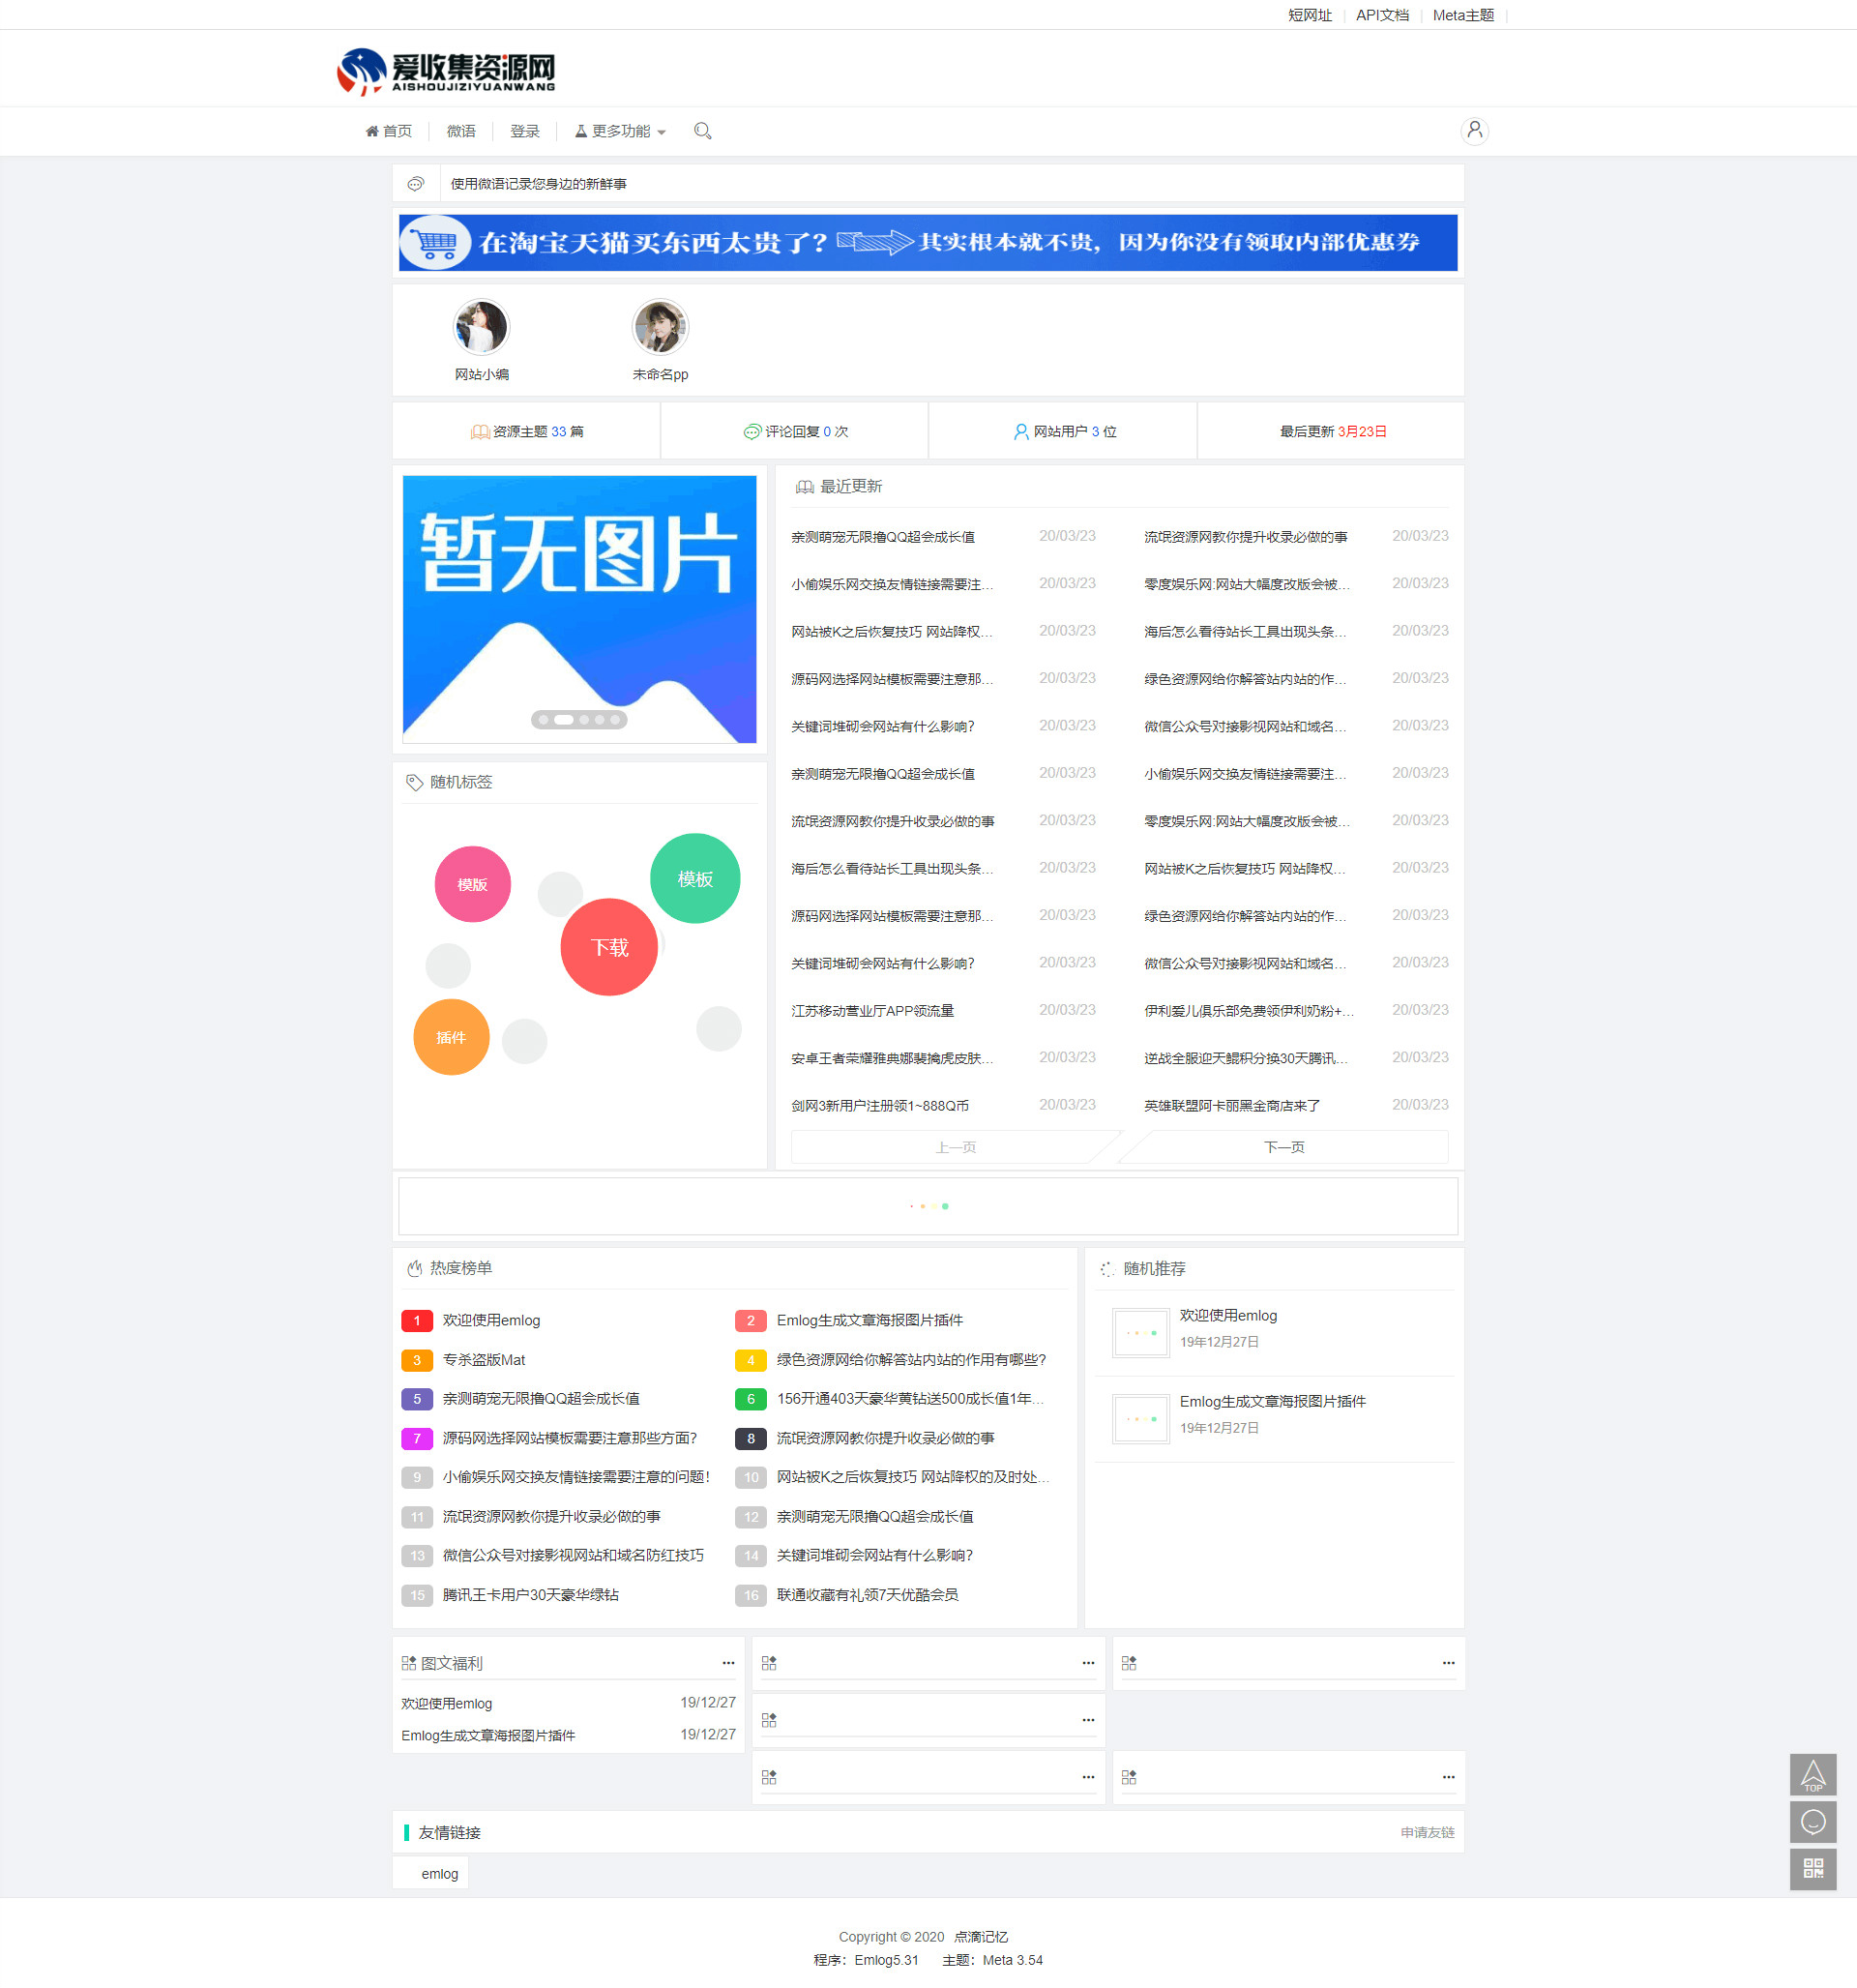 短网址 API文档 Meta主题
爱收集资源网
AISHOUJIZIYUANWANG
首页 微语 登录 更多功能
使用微语记录您身边的新鲜事
在淘宝天猫买东西太贵了? 其实根本就不贵，因为你没有领取内部优惠券
网站小编 未命名pp
资源主题 33 篇 评论回复 0 次 网站用户 3 位 最后更新 3月23日
暂无图片
最近更新
亲测萌宠无限撸QQ超会成长值 20/03/23 流氓资源网教你提升收录必做的事 20/03/23
小偷娱乐网交换友情链接需要注... 20/03/23 零度娱乐网:网站大幅度改版会被... 20/03/23
网站被K之后恢复技巧 网站降权... 20/03/23 海后怎么看待站长工具出现头条... 20/03/23
源码网选择网站模板需要注意那... 20/03/23 绿色资源网给你解答站内站的作... 20/03/23
关键词堆砌会网站有什么影响? 20/03/23 微信公众号对接影视网站和域名... 20/03/23
亲测萌宠无限撸QQ超会成长值 20/03/23 小偷娱乐网交换友情链接需要注... 20/03/23
流氓资源网教你提升收录必做的事 20/03/23 零度娱乐网:网站大幅度改版会被... 20/03/23
海后怎么看待站长工具出现头条... 20/03/23 网站被K之后恢复技巧 网站降权... 20/03/23
源码网选择网站模板需要注意那... 20/03/23 绿色资源网给你解答站内站的作... 20/03/23
关键词堆砌会网站有什么影响? 20/03/23 微信公众号对接影视网站和域名... 20/03/23
江苏移动营业厅APP领流量 20/03/23 伊利爱儿俱乐部免费领伊利奶粉+... 20/03/23
安卓王者荣耀雅典娜裴擒虎皮肤... 20/03/23 逆战全服迎天鲲积分换30天腾讯... 20/03/23
剑网3新用户注册领1~888Q币 20/03/23 英雄联盟阿卡丽黑金商店来了 20/03/23
上一页 下一页
随机标签
模版 模板
下载
插件
热度榜单
1 欢迎使用emlog 2 Emlog生成文章海报图片插件
3 专杀盗版Mat 4 绿色资源网给你解答站内站的作用有哪些?
5 亲测萌宠无限撸QQ超会成长值 6 156开通403天豪华黄钻送500成长值1年...
7 源码网选择网站模板需要注意那些方面? 8 流氓资源网教你提升收录必做的事
9 小偷娱乐网交换友情链接需要注意的问题! 10 网站被K之后恢复技巧 网站降权的及时处...
11 流氓资源网教你提升收录必做的事 12 亲测萌宠无限撸QQ超会成长值
13 微信公众号对接影视网站和域名防红技巧 14 关键词堆砌会网站有什么影响?
15 腾讯王卡用户30天豪华绿钻 16 联通收藏有礼领7天优酷会员
随机推荐
欢迎使用emlog
19年12月27日
Emlog生成文章海报图片插件
19年12月27日
图文福利
欢迎使用emlog 19/12/27
Emlog生成文章海报图片插件 19/12/27
TOP
友情链接 申请友链
emlog
Copyright © 2020 点滴记忆
程序：Emlog5.31 主题：Meta 3.54